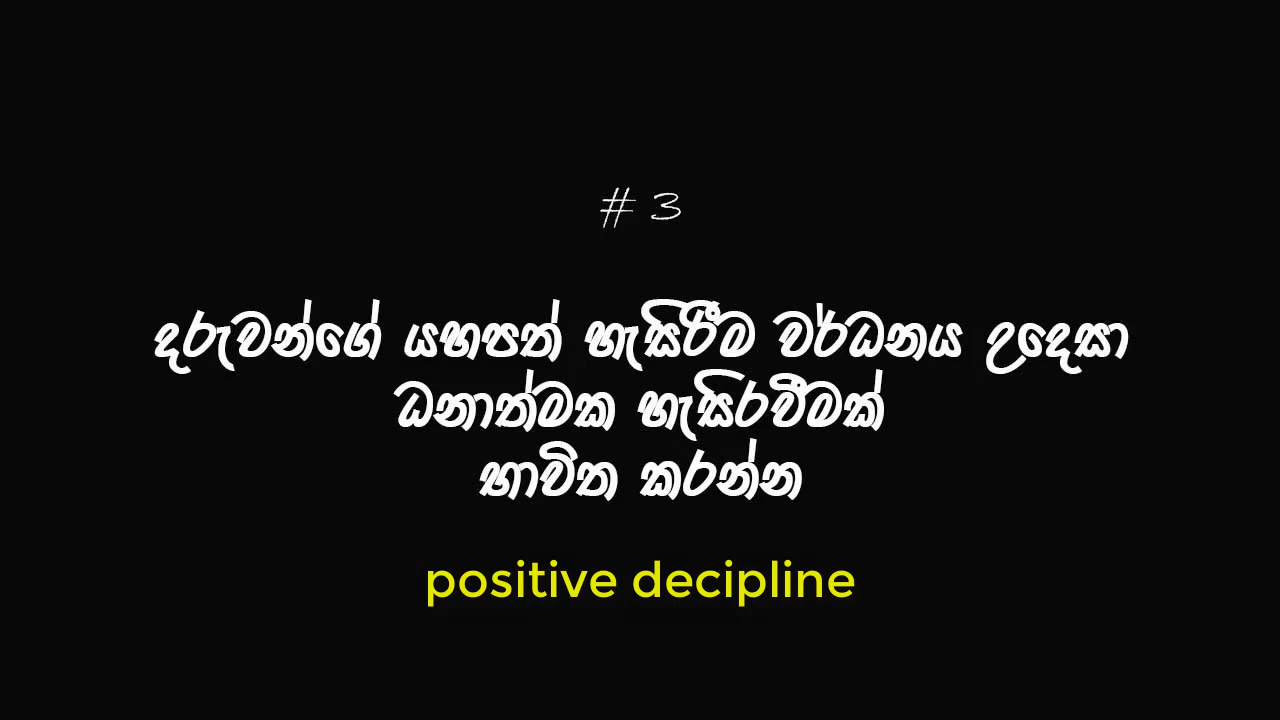 # 3
දරුවන්ගේ යහපත් හැසිරීම වර්ධනය උදෙසා
ධනාත්මක හැසිරවීමක්
භාවිත කරන්න
positive decipline